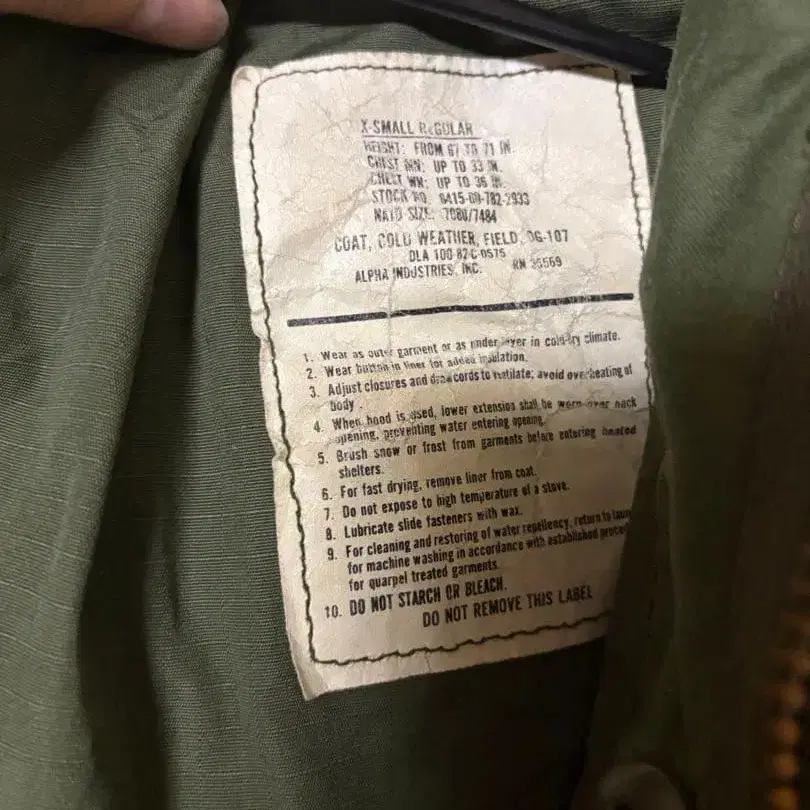 X-SMALL REGULAR
HEIGHT: FROM 67 TO 71 IN.
CHEST MN: UP TO 33 IN.
CHEST WN: UP TO 36 IN.
STOCK NO. 8415-00-782-2933
NATO SIZE: 7080/7484
COAT, COLD WEATHER, FIELD, OG-107
DLA 100-82-C-0575
ALPHA INDUSTRIES, INC. RN 35569
1. Wear as outer garment or as under layer in cold-dry climate.
2. Wear button in liner for added insulation.
3. Adjust closures and draw cords to ventilate; avoid overheating of
body.
4. When hood is used, lower extension shall be worn over neck
opening, preventing water entering opening.
5. Brush snow or frost from garments before entering heated
shelters.
6. For fast drying, remove liner from coat.
7. Do not expose to high temperature of a stove.
8. Lubricate slide fasteners with wax.
9. For cleaning and restoring of water repellency, return to laun
for machine washing in accordance with established proced
for quarpel treated garments.
10. DO NOT STARCH OR BLEACH.
DO NOT REMOVE THIS LABEL